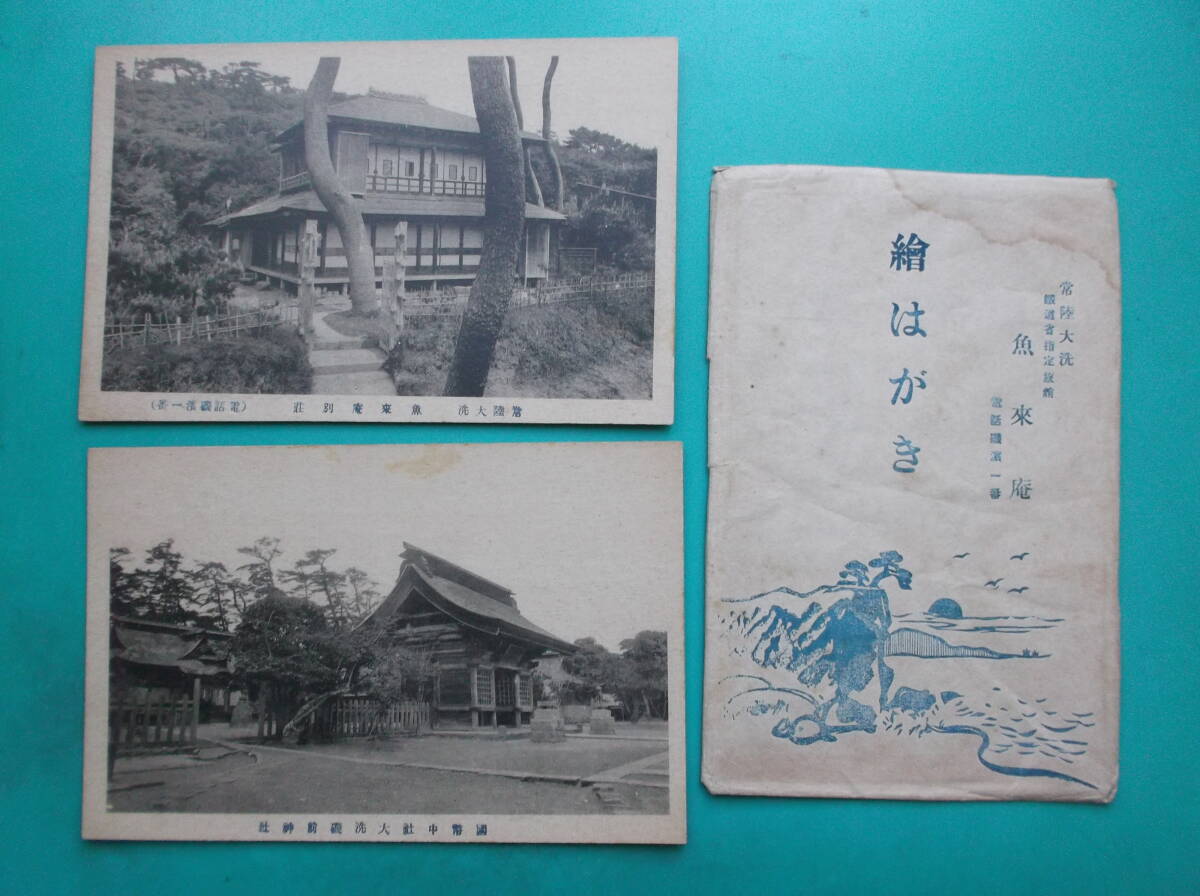 常陸大洗　魚來庵別莊　（電話磯濱一番）
國幣中社大洗磯前神社
常陸大洗
鐵道省指定旅館
魚來庵
電話磯濱一番
繪はがき